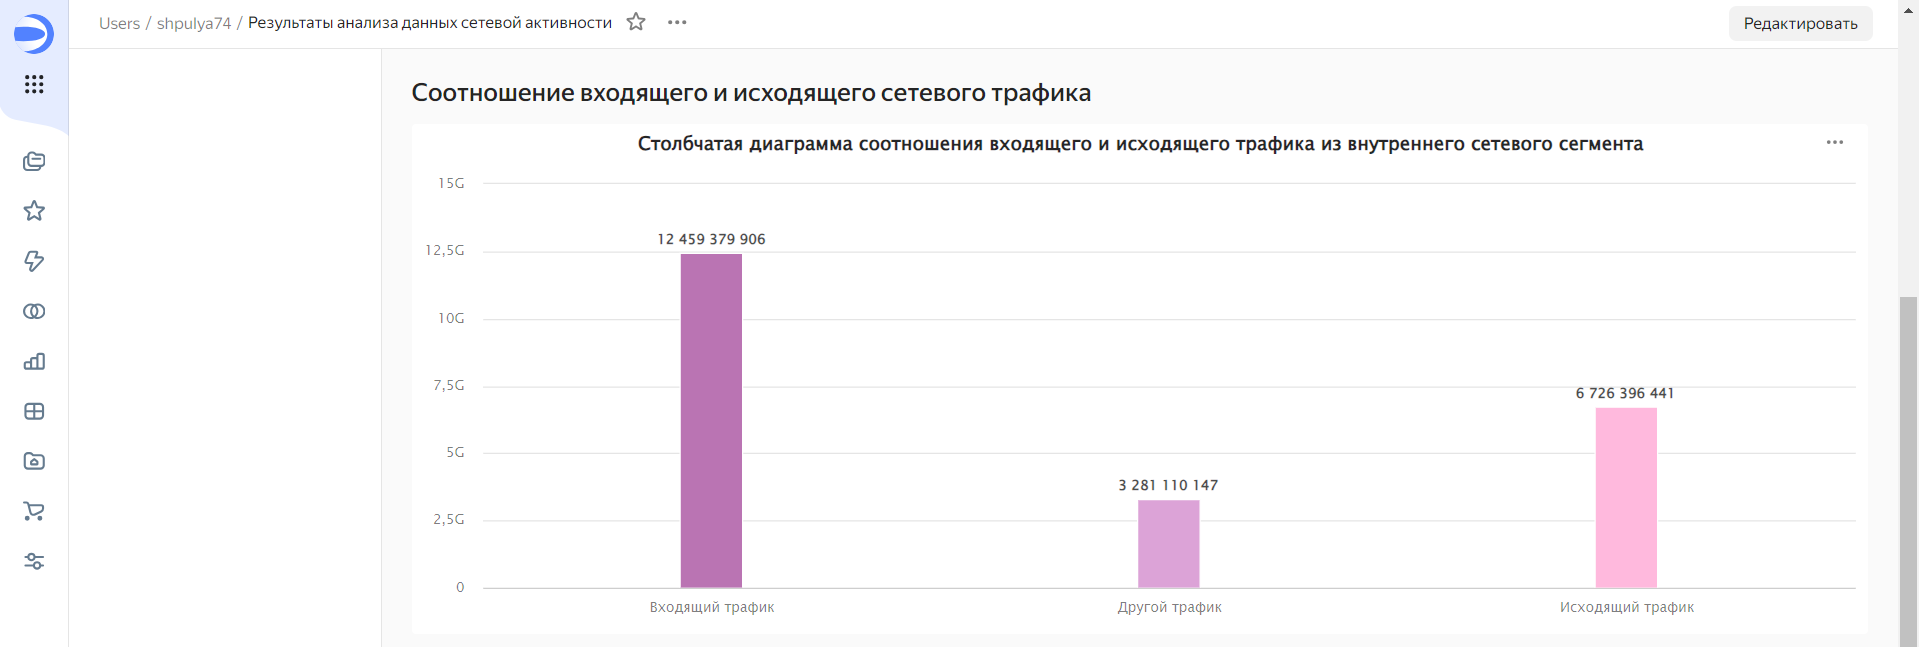 Users / shpulya74 / Результаты анализа данных сетевой активности
Редактировать
Соотношение входящего и исходящего сетевого трафика
Столбчатая диаграмма соотношения входящего и исходящего трафика из внутреннего сетевого сегмента
15G
12 459 379 906
12,5G
10G
7,5G
6 726 396 441
5G
3 281 110 147
2,5G
0
Входящий трафик
Другой трафик
Исходящий трафик